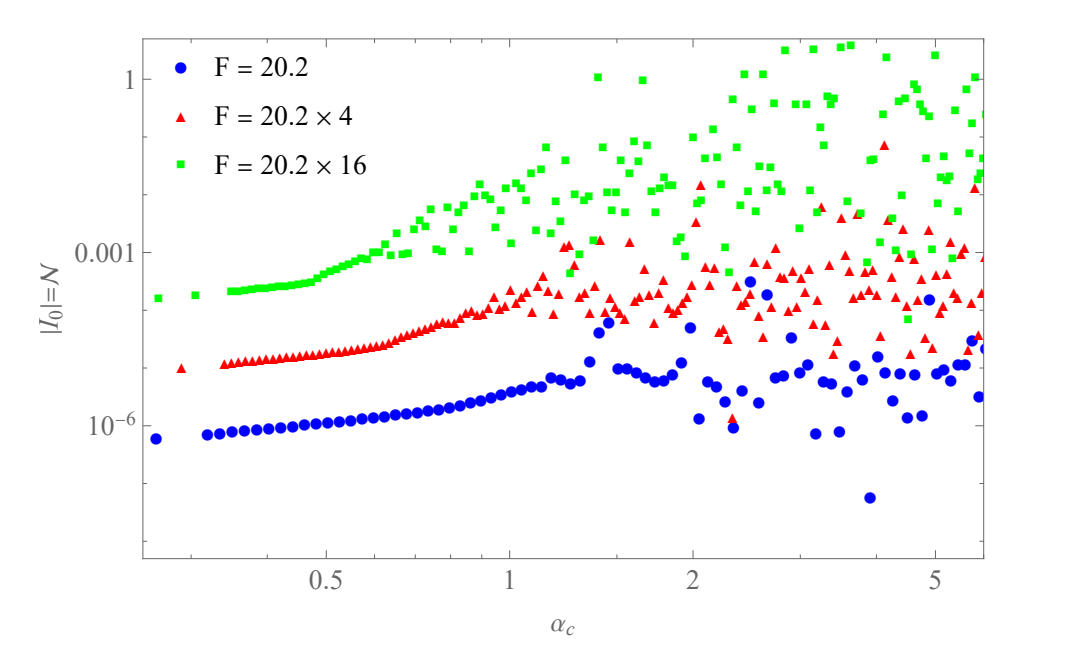 F = 20.2
F = 20.2 × 4
F = 20.2 × 16
1
0.001
10⁻⁶
|I₀|=𝒩
0.5 1 2 5
α_c